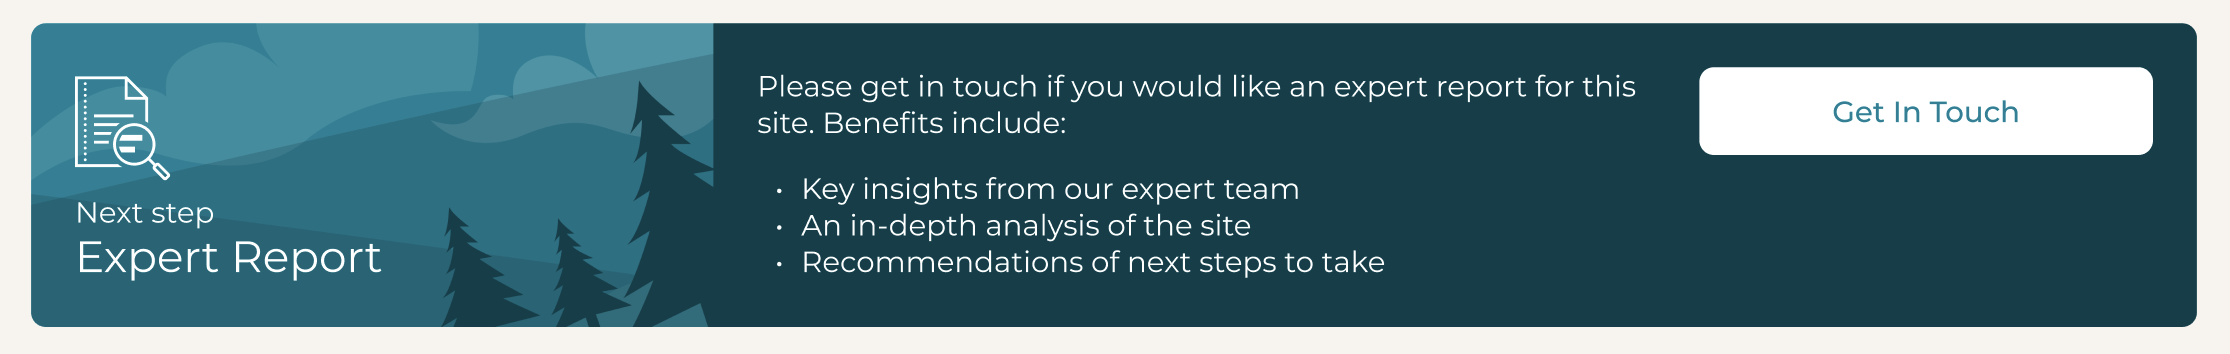 Next step
Expert Report
Please get in touch if you would like an expert report for this
site. Benefits include:
• Key insights from our expert team
• An in-depth analysis of the site
• Recommendations of next steps to take
Get In Touch